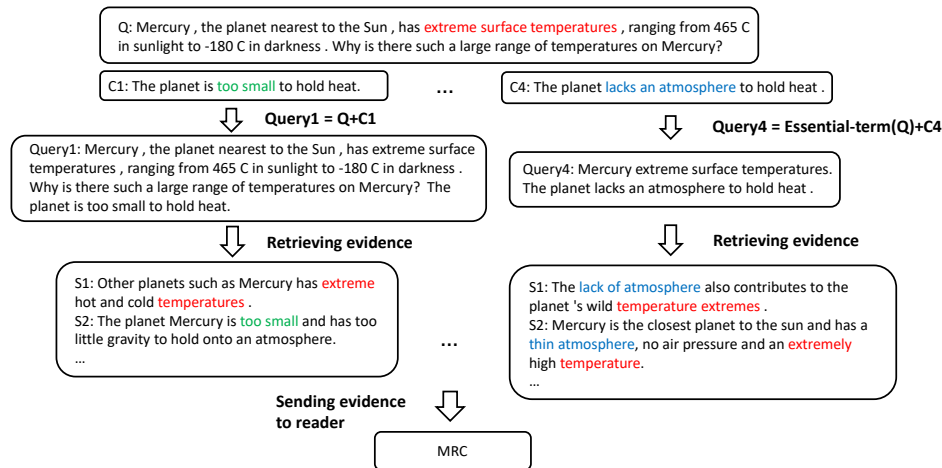 Q: Mercury , the planet nearest to the Sun , has extreme surface temperatures , ranging from 465 C
in sunlight to -180 C in darkness . Why is there such a large range of temperatures on Mercury?
C1: The planet is too small to hold heat.
...
C4: The planet lacks an atmosphere to hold heat .
Query1 = Q+C1
Query4 = Essential-term(Q)+C4
Query1: Mercury , the planet nearest to the Sun , has extreme surface
temperatures , ranging from 465 C in sunlight to -180 C in darkness .
Why is there such a large range of temperatures on Mercury? The
planet is too small to hold heat.
Query4: Mercury extreme surface temperatures.
The planet lacks an atmosphere to hold heat .
Retrieving evidence
Retrieving evidence
S1: Other planets such as Mercury has extreme
hot and cold temperatures .
S2: The planet Mercury is too small and has too
little gravity to hold onto an atmosphere.
...
...
S1: The lack of atmosphere also contributes to the
planet 's wild temperature extremes .
S2: Mercury is the closest planet to the sun and has a
thin atmosphere, no air pressure and an extremely
high temperature.
...
Sending evidence
to reader
MRC